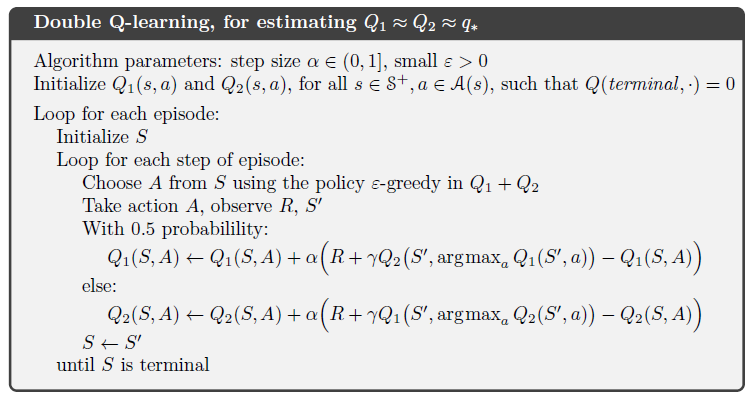 Double Q-learning, for estimating Q₁ ≈ Q₂ ≈ q*
Algorithm parameters: step size α ∈ (0, 1], small ε > 0
Initialize Q₁(s, a) and Q₂(s, a), for all s ∈ 𝒮⁺, a ∈ 𝒜(s), such that Q(terminal, ·) = 0
Loop for each episode:
Initialize S
Loop for each step of episode:
Choose A from S using the policy ε-greedy in Q₁ + Q₂
Take action A, observe R, S′
With 0.5 probabilility:
Q₁(S, A) ← Q₁(S, A) + α(R + γQ₂(S′, argmaxₐ Q₁(S′, a)) − Q₁(S, A))
else:
Q₂(S, A) ← Q₂(S, A) + α(R + γQ₁(S′, argmaxₐ Q₂(S′, a)) − Q₂(S, A))
S ← S′
until S is terminal